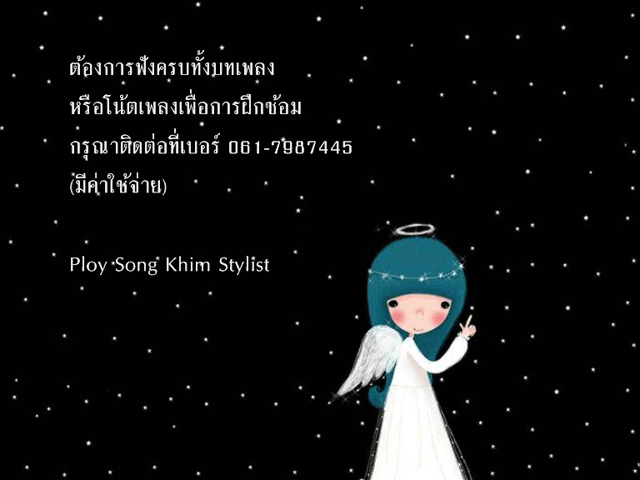 ต้องการฟังครบทั้งบทเพลง
หรือโน้ตเพลงเพื่อการฝึกซ้อม
กรุณาติดต่อที่เบอร์ 061-7987445
(มีค่าใช้จ่าย)
Ploy Song Khim Stylist